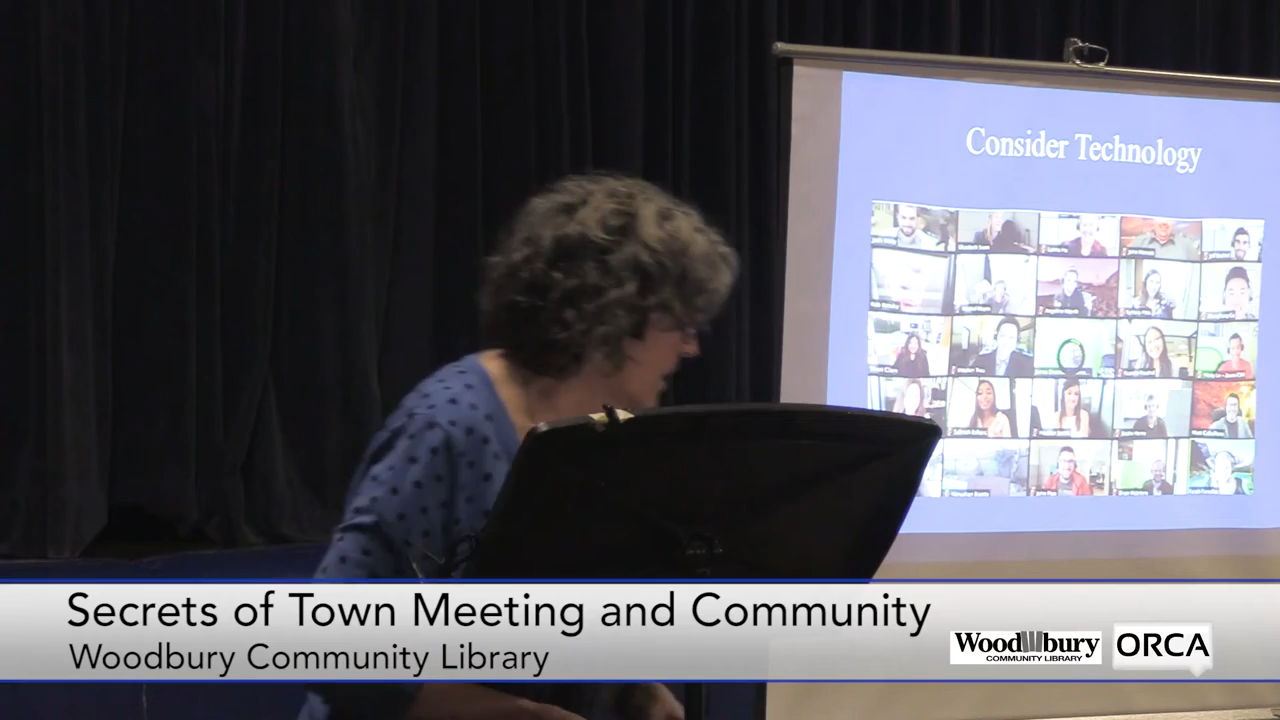 Consider Technology
Secrets of Town Meeting and Community
Woodbury Community Library
Woodbury
COMMUNITY LIBRARY
ORCA